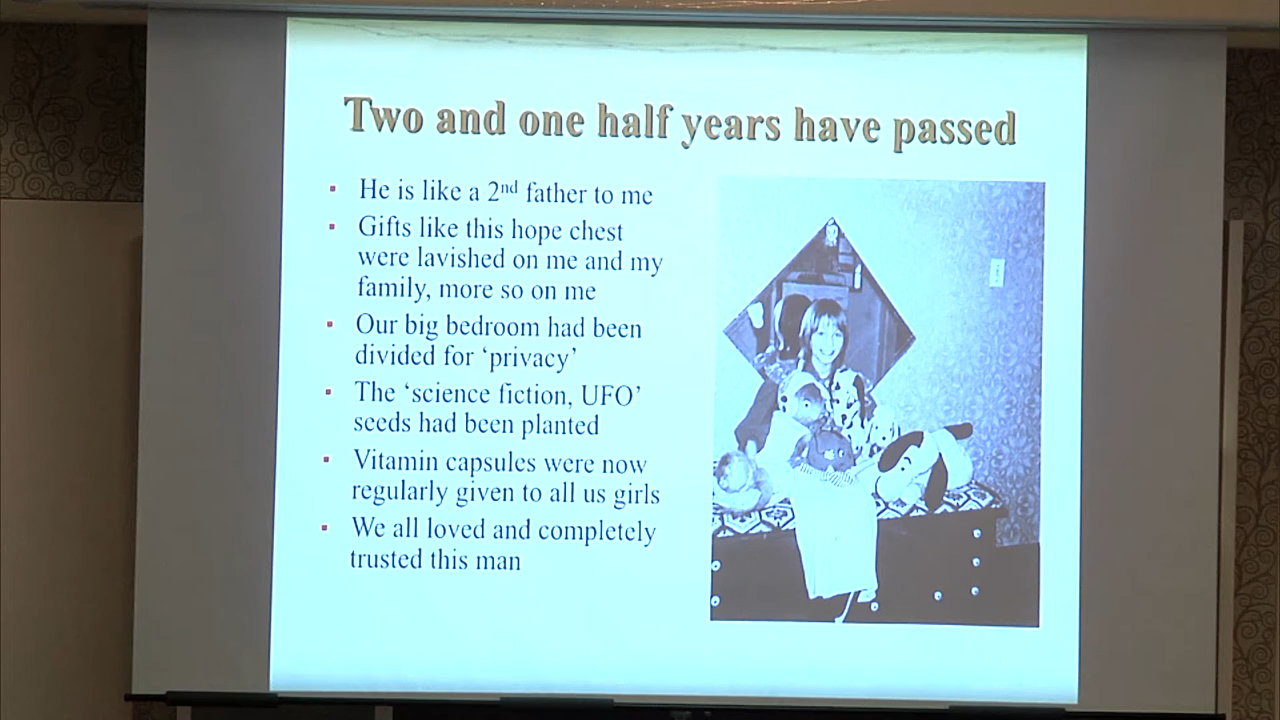 Two and one half years have passed
▪ He is like a 2nd father to me
▪ Gifts like this hope chest
were lavished on me and my
family, more so on me
▪ Our big bedroom had been
divided for ‘privacy’
▪ The ‘science fiction, UFO’
seeds had been planted
▪ Vitamin capsules were now
regularly given to all us girls
▪ We all loved and completely
trusted this man